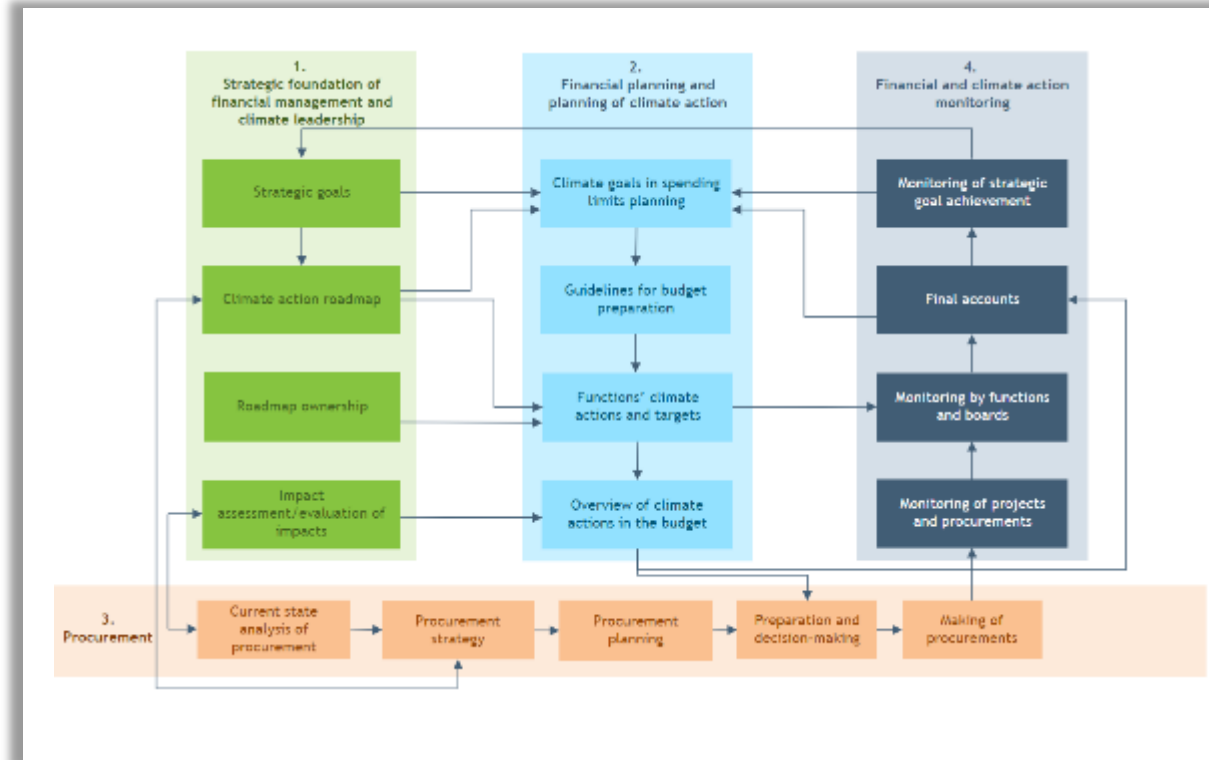 1.
Strategic foundation of
financial management and
climate leadership
Strategic goals
Climate action roadmap
Roadmap ownership
Impact
assessment/evaluation of
impacts
2.
Financial planning and
planning of climate action
Climate goals in spending
limits planning
Guidelines for budget
preparation
Functions' climate
actions and targets
Overview of climate
actions in the budget
4.
Financial and climate action
monitoring
Monitoring of strategic
goal achievement
Final accounts
Monitoring by functions
and boards
Monitoring of projects
and procurements
3.
Procurement
Current state
analysis of
procurement
Procurement
strategy
Procurement
planning
Preparation and
decision-making
Making of
procurements